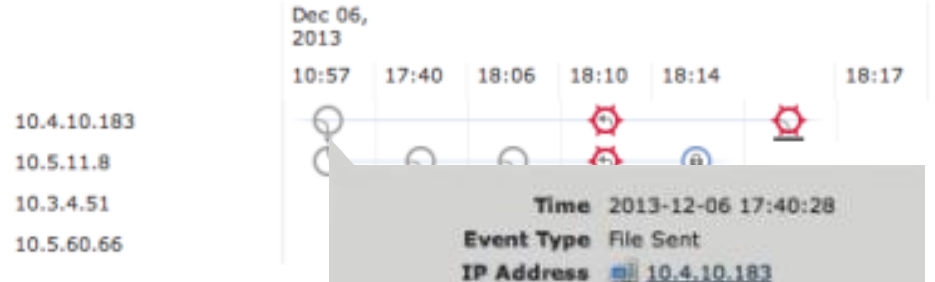 Dec 06,
2013
10:57 17:40 18:06 18:10 18:14 18:17
10.4.10.183
10.5.11.8
10.3.4.51
10.5.60.66
Time 2013-12-06 17:40:28
Event Type File Sent
IP Address 10.4.10.183